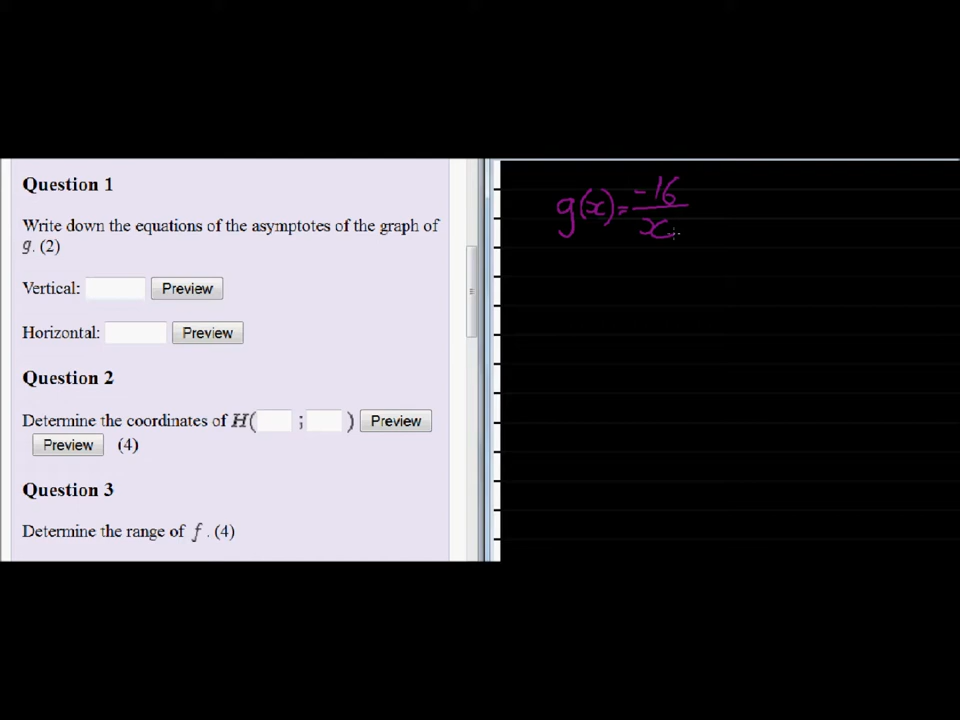 Question 1
Write down the equations of the asymptotes of the graph of
g. (2)
Vertical: Preview
Horizontal: Preview
Question 2
Determine the coordinates of H( ; ) Preview
Preview (4)
Question 3
Determine the range of f . (4)
g(x)=-16/x